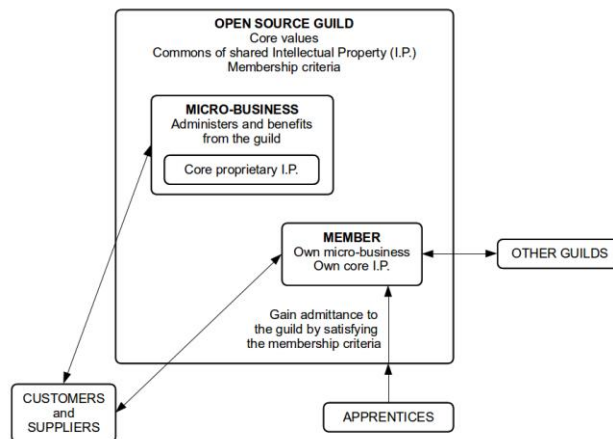 OPEN SOURCE GUILD
Core values
Commons of shared Intellectual Property (I.P.)
Membership criteria
MICRO-BUSINESS
Administers and benefits
from the guild
Core proprietary I.P.
MEMBER
Own micro-business
Own core I.P.
OTHER GUILDS
Gain admittance to
the guild by satisfying
the membership criteria
CUSTOMERS
and
SUPPLIERS
APPRENTICES